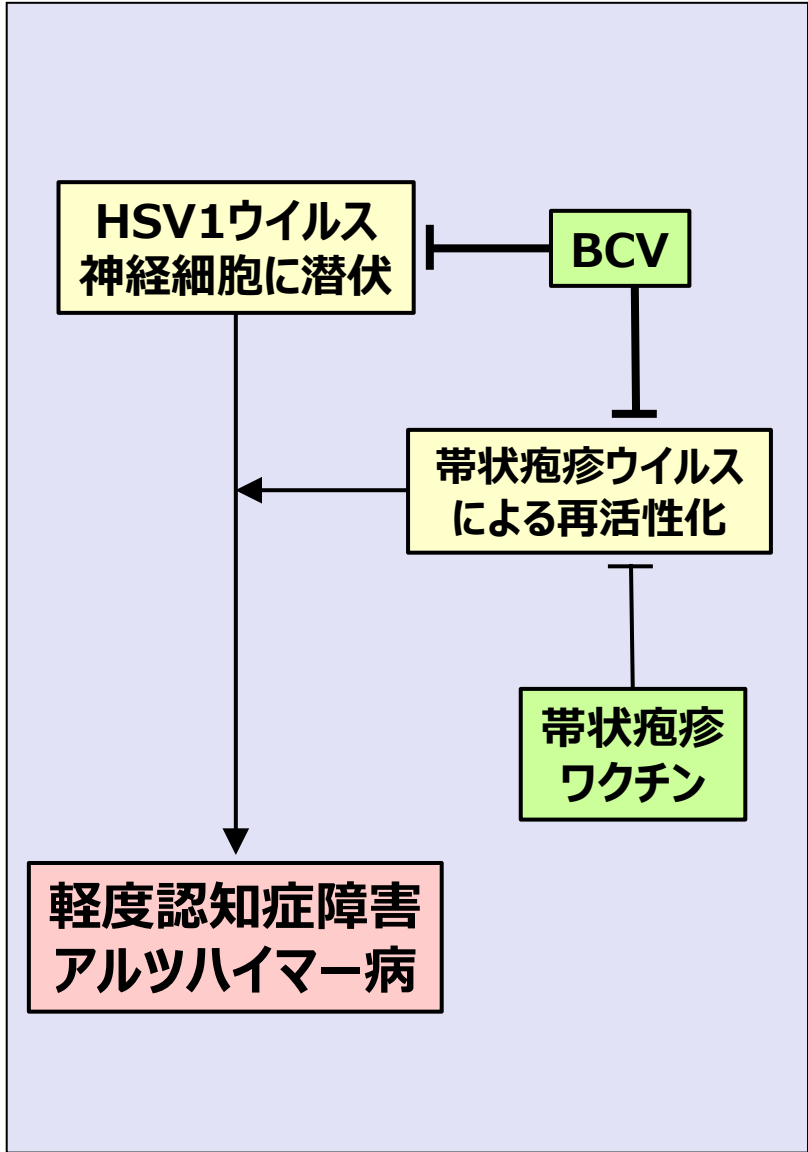 HSV1ウイルス
神経細胞に潜伏
BCV
帯状疱疹ウイルス
による再活性化
帯状疱疹
ワクチン
軽度認知症障害
アルツハイマー病